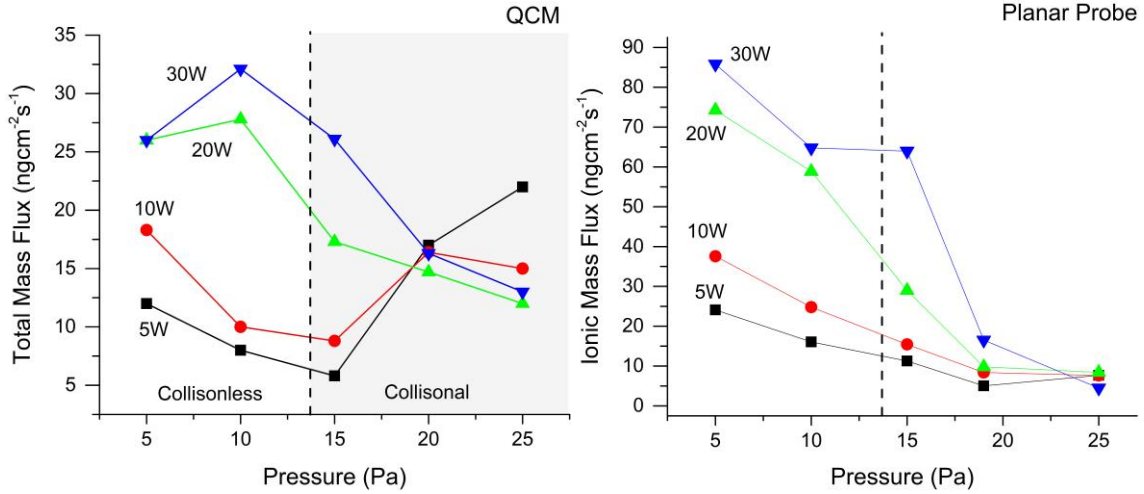 QCM
Total Mass Flux (ngcm⁻²s⁻¹)
35
30
25
20
15
10
5
30W
20W
10W
5W
Collisonless
Collisonal
5 10 15 20 25
Pressure (Pa)
Planar Probe
Ionic Mass Flux (ngcm⁻²s⁻¹)
90
80
70
60
50
40
30
20
10
0
30W
20W
10W
5W
5 10 15 20 25
Pressure (Pa)